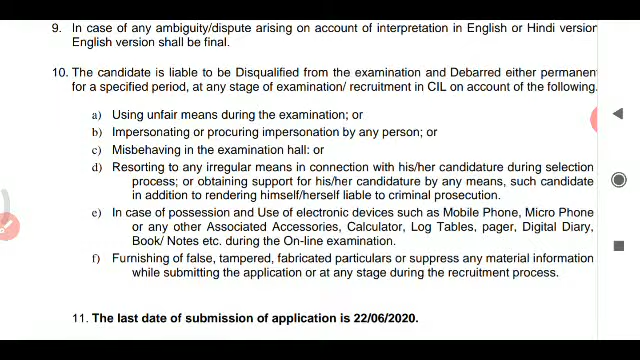 9. In case of any ambiguity/dispute arising on account of interpretation in English or Hindi version
English version shall be final.
10. The candidate is liable to be Disqualified from the examination and Debarred either permanen
for a specified period, at any stage of examination/ recruitment in CIL on account of the following.
a) Using unfair means during the examination; or
b) Impersonating or procuring impersonation by any person; or
c) Misbehaving in the examination hall: or
d) Resorting to any irregular means in connection with his/her candidature during selection
process; or obtaining support for his/her candidature by any means, such candidate
in addition to rendering himself/herself liable to criminal prosecution.
e) In case of possession and Use of electronic devices such as Mobile Phone, Micro Phone
or any other Associated Accessories, Calculator, Log Tables, pager, Digital Diary,
Book/ Notes etc. during the On-line examination.
f) Furnishing of false, tampered, fabricated particulars or suppress any material information
while submitting the application or at any stage during the recruitment process.
11. The last date of submission of application is 22/06/2020.